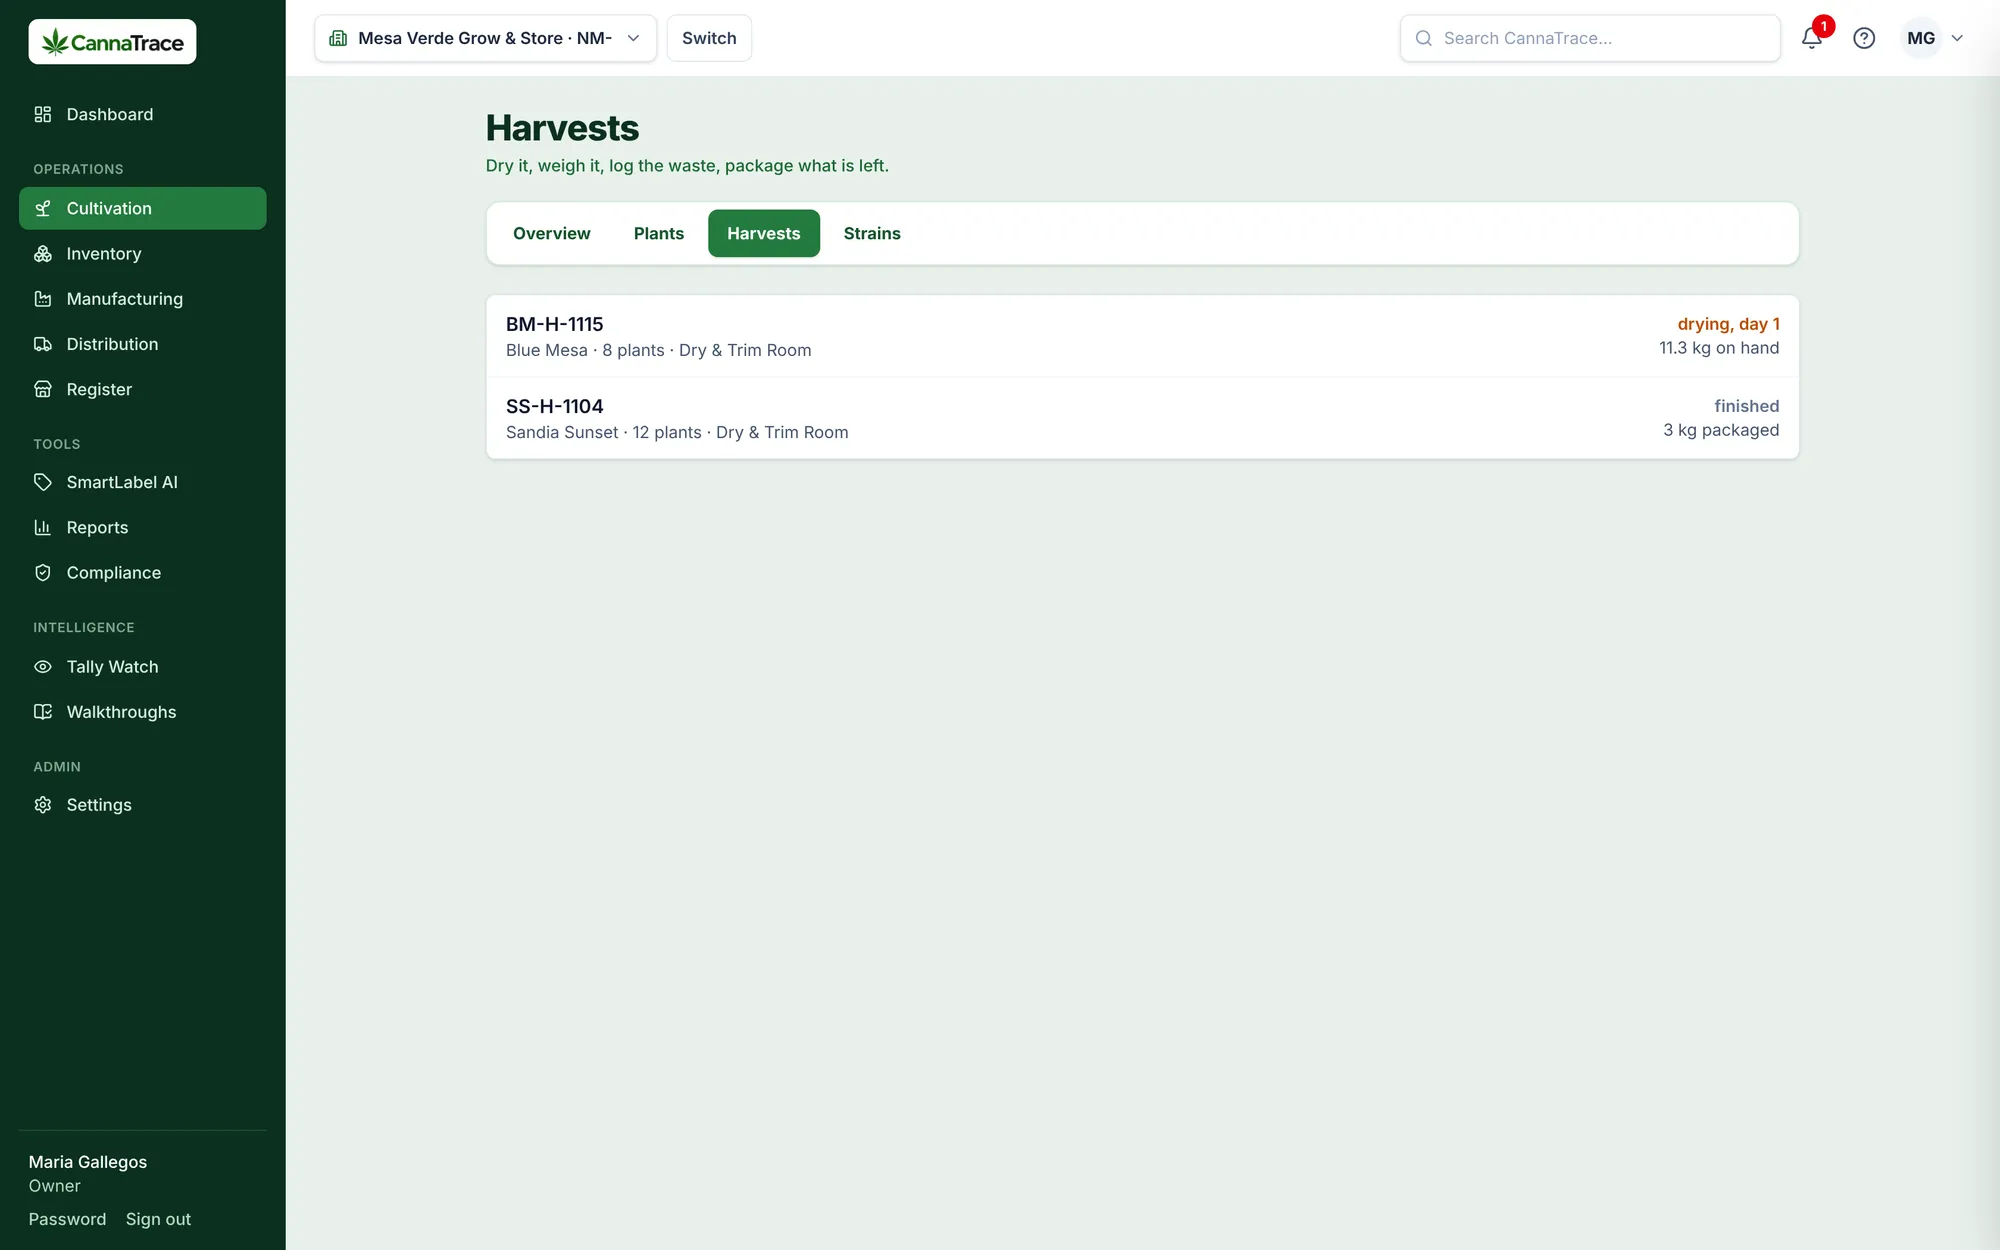 CannaTrace
Dashboard
OPERATIONS
Cultivation
Inventory
Manufacturing
Distribution
Register
TOOLS
SmartLabel AI
Reports
Compliance
INTELLIGENCE
Tally Watch
Walkthroughs
ADMIN
Settings
Maria Gallegos
Owner
Password Sign out
Mesa Verde Grow & Store · NM- Switch Search CannaTrace... 1 MG
Harvests
Dry it, weigh it, log the waste, package what is left.
Overview Plants Harvests Strains
BM-H-1115 drying, day 1
Blue Mesa · 8 plants · Dry & Trim Room 11.3 kg on hand
SS-H-1104 finished
Sandia Sunset · 12 plants · Dry & Trim Room 3 kg packaged